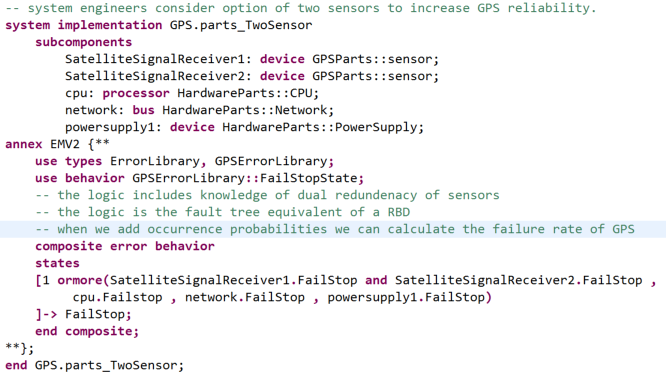 -- system engineers consider option of two sensors to increase GPS reliability.
system implementation GPS.parts_TwoSensor
subcomponents
SatelliteSignalReceiver1: device GPSParts::sensor;
SatelliteSignalReceiver2: device GPSParts::sensor;
cpu: processor HardwareParts::CPU;
network: bus HardwareParts::Network;
powersupply1: device HardwareParts::PowerSupply;
annex EMV2 {**
use types ErrorLibrary, GPSErrorLibrary;
use behavior GPSErrorLibrary::FailStopState;
-- the logic includes knowledge of dual redundenacy of sensors
-- the logic is the fault tree equivalent of a RBD
-- when we add occurrence probabilities we can calculate the failure rate of GPS
composite error behavior
states
[1 ormore(SatelliteSignalReceiver1.FailStop and SatelliteSignalReceiver2.FailStop ,
cpu.Failstop , network.FailStop , powersupply1.FailStop)
]-> FailStop;
end composite;
**};
end GPS.parts_TwoSensor;